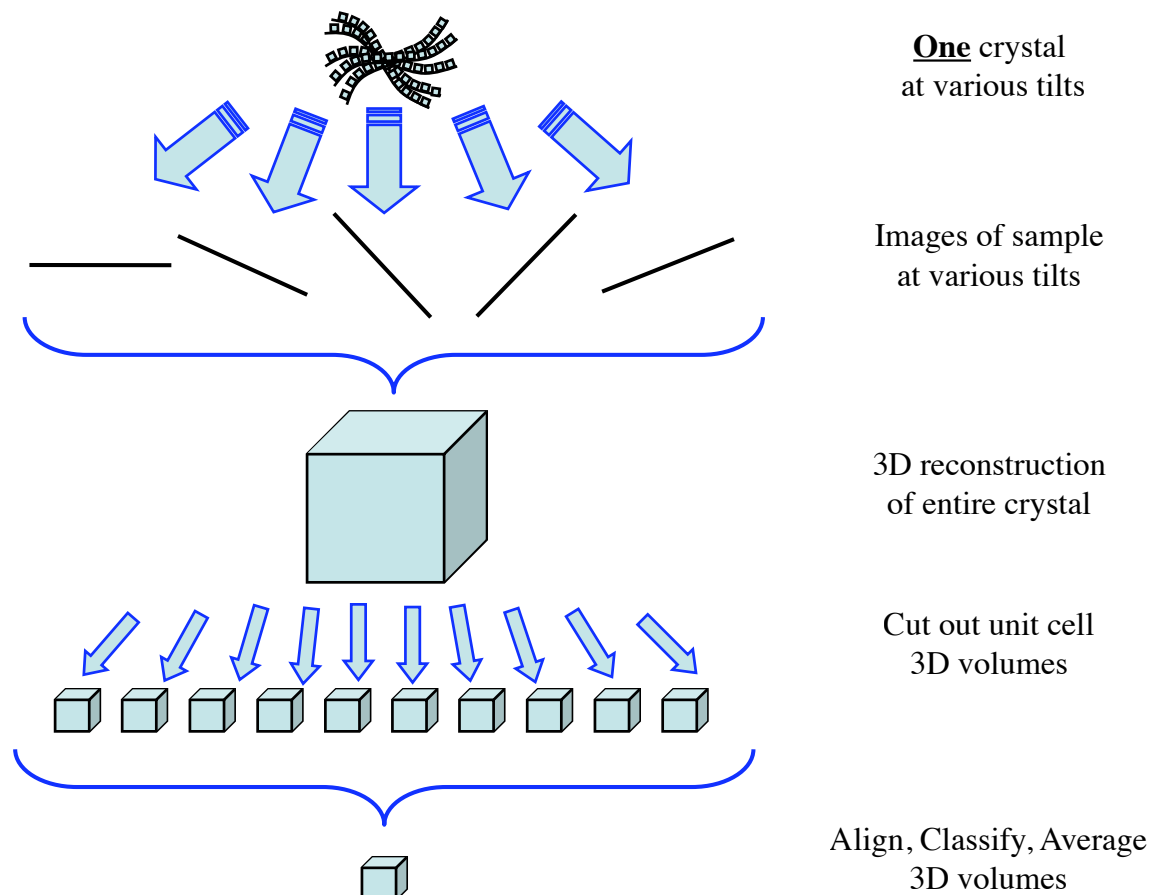 One crystal
at various tilts
Images of sample
at various tilts
3D reconstruction
of entire crystal
Cut out unit cell
3D volumes
Align, Classify, Average
3D volumes